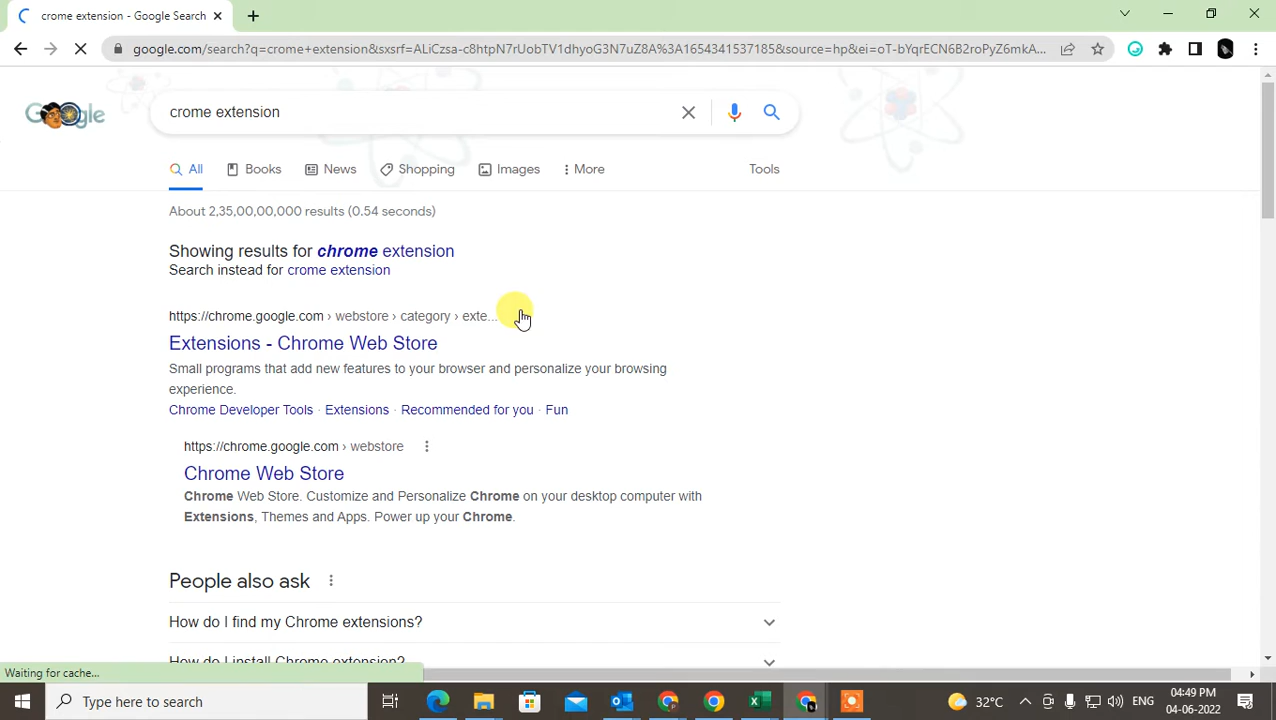 crome extension - Google Search
google.com/search?q=crome+extension&sxsrf=ALiCzsa-c8htpN7rUobTV1dhyoG3N7uZ8A%3A1654341537185&source=hp&ei=oT-bYqrECN6B2roPyZ6mkA...
crome extension
All Books News Shopping Images More Tools
About 2,35,00,00,000 results (0.54 seconds)
Showing results for chrome extension
Search instead for crome extension
https://chrome.google.com › webstore › category › exte...
Extensions - Chrome Web Store
Small programs that add new features to your browser and personalize your browsing
experience.
Chrome Developer Tools · Extensions · Recommended for you · Fun
https://chrome.google.com › webstore
Chrome Web Store
Chrome Web Store. Customize and Personalize Chrome on your desktop computer with
Extensions, Themes and Apps. Power up your Chrome.
People also ask
How do I find my Chrome extensions?
How do I install Chrome extension?
Waiting for cache...
Type here to search
32°C
ENG
04:49 PM
04-06-2022